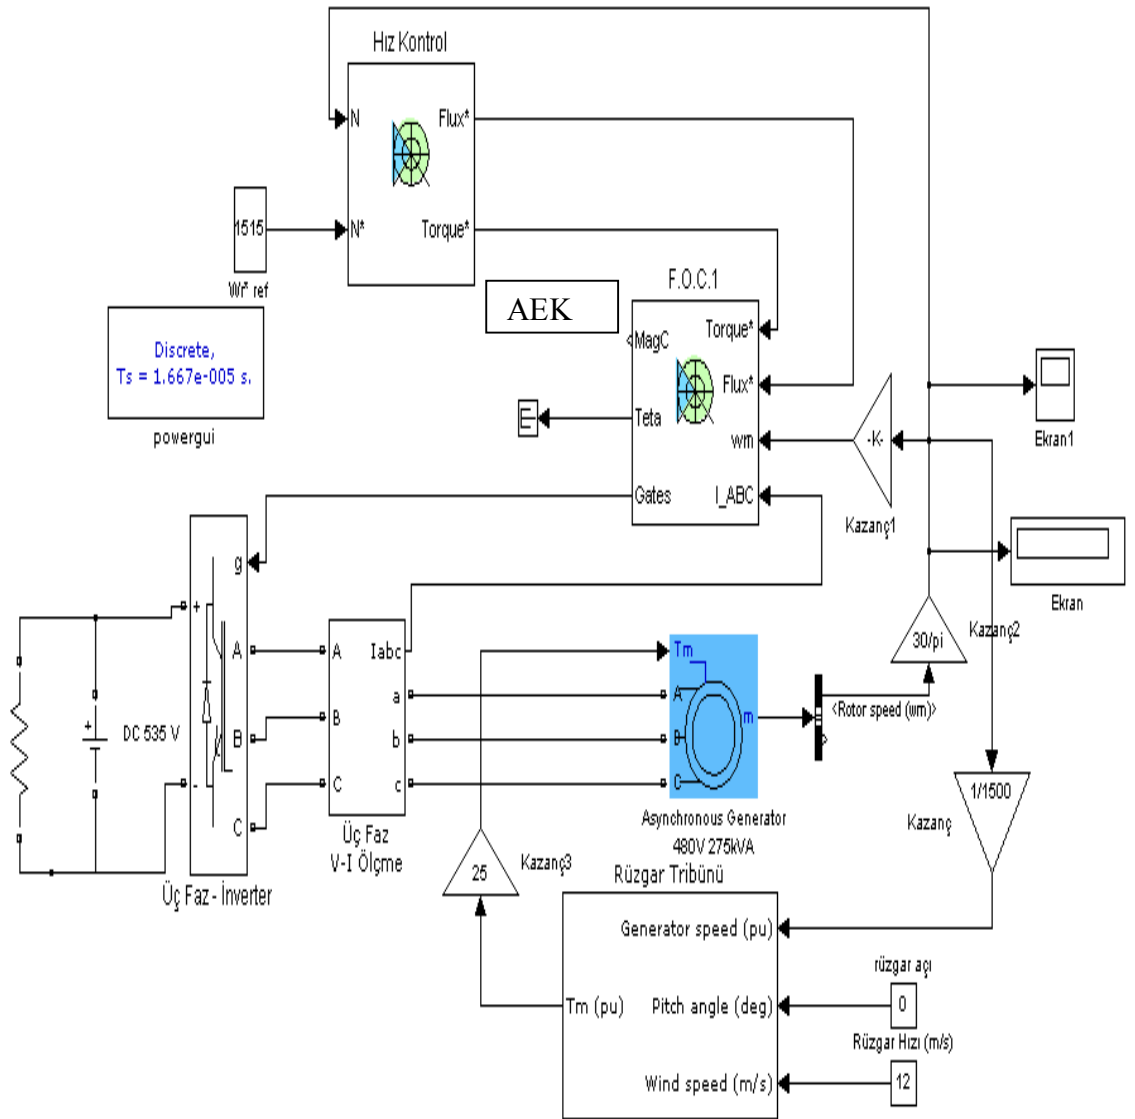 Hız Kontrol
N
Flux*
N*
Torque*
1515
Wr* ref
AEK
F.O.C.1
MagC
Torque*
Flux*
Teta
wm
Gates
I_ABC
Discrete,
Ts = 1.667e-005 s.
powergui
-K-
Kazanç1
Ekran1
Ekran
30/pi
Kazanç2
g
+
A
B
-
C
DC 535 V
+
Üç Faz - İnverter
A
Iabc
a
B
b
C
c
Üç Faz
V-I Ölçme
Tm
A
B
C
m
Asynchronous Generator
480V 275kVA
<Rotor speed (wm)>
1/1500
Kazanç
25
Kazanç3
Rüzgar Tribünü
Generator speed (pu)
Tm (pu)
Pitch angle (deg)
Wind speed (m/s)
rüzgar açı
0
Rüzgar Hızı (m/s)
12